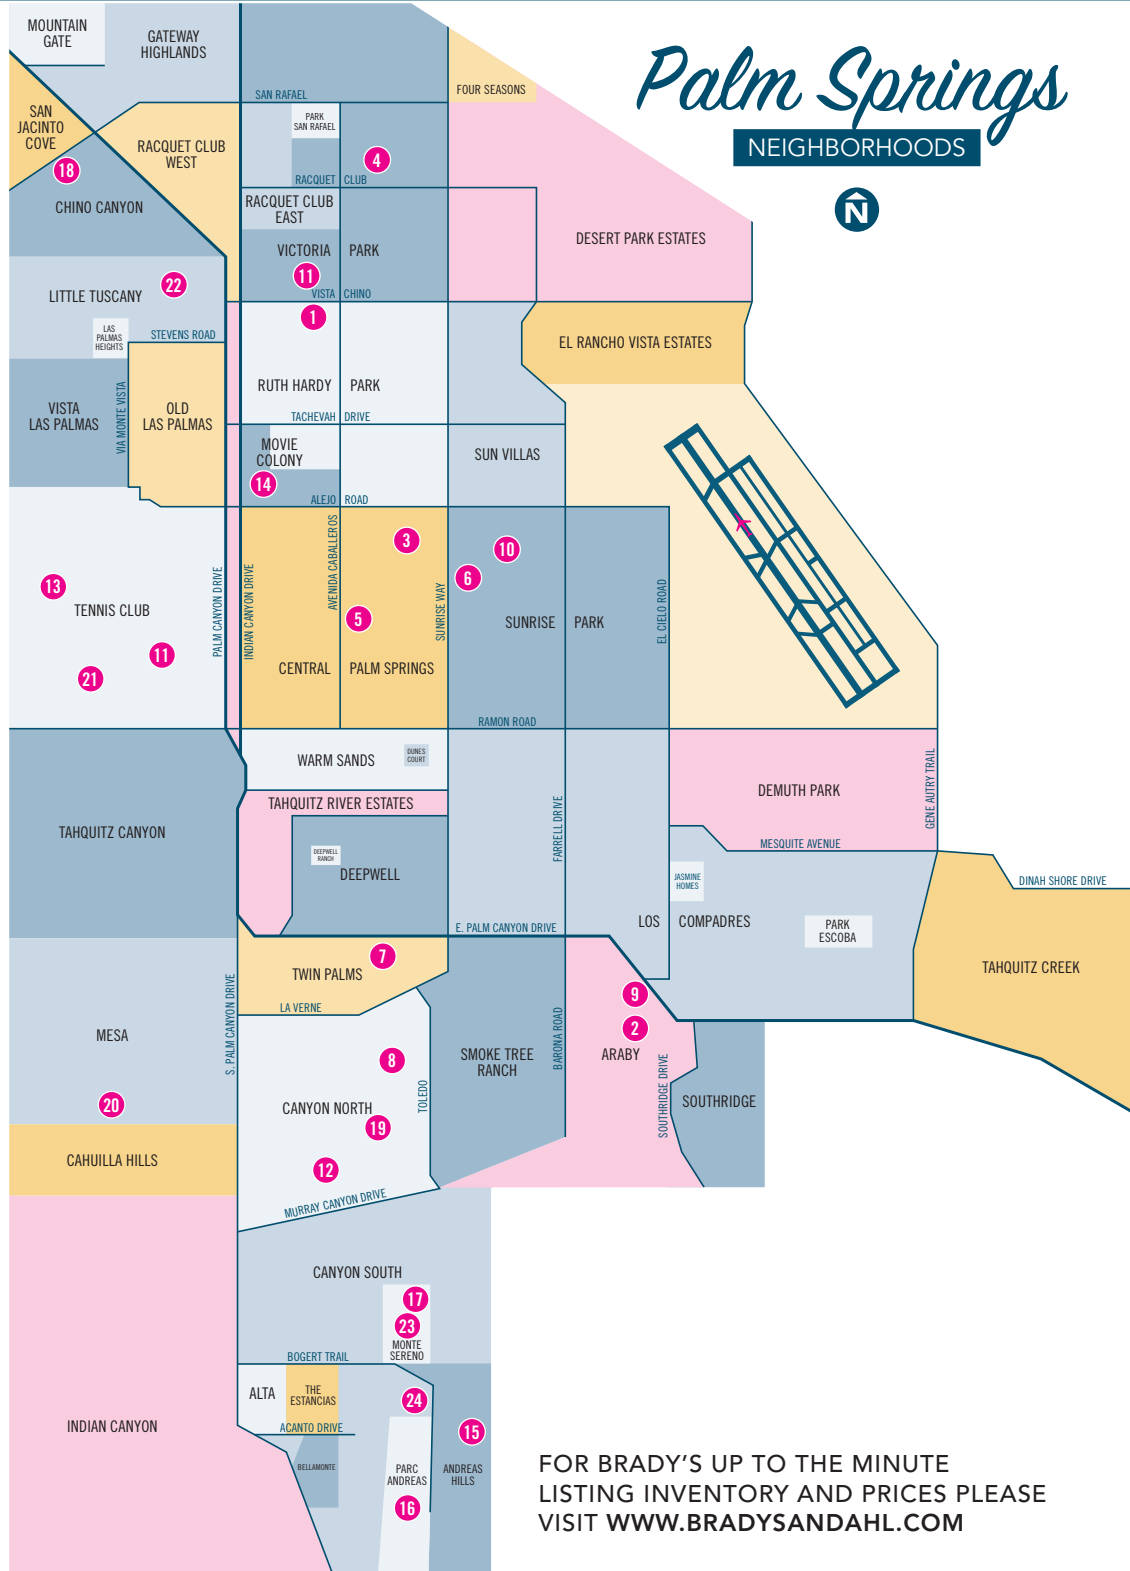 Palm Springs
NEIGHBORHOODS
N
MOUNTAIN
GATE
GATEWAY
HIGHLANDS
SAN RAFAEL
FOUR SEASONS
SAN
JACINTO
COVE
PARK
SAN RAFAEL
RACQUET CLUB
WEST
18
4
RACQUET CLUB
CHINO CANYON
RACQUET CLUB
EAST
DESERT PARK ESTATES
VICTORIA PARK
11
VISTA CHINO
22
LITTLE TUSCANY
1
LAS
PALMAS
HEIGHTS
STEVENS ROAD
EL RANCHO VISTA ESTATES
RUTH HARDY PARK
VISTA
LAS PALMAS
VIA MONTE VISTA
OLD
LAS PALMAS
TACHEVAH DRIVE
MOVIE
COLONY
SUN VILLAS
14
ALEJO ROAD
3
10
6
13
TENNIS CLUB
5
PALM CANYON DRIVE
INDIAN CANYON DRIVE
AVENIDA CABALLEROS
SUNRISE WAY
SUNRISE PARK
EL CIELO ROAD
11
21
CENTRAL PALM SPRINGS
RAMON ROAD
WARM SANDS
DUNES
COURT
TAHQUITZ RIVER ESTATES
DEMUTH PARK
GENE AUTRY TRAIL
TAHQUITZ CANYON
FARRELL DRIVE
MESQUITE AVENUE
DEEPWELL
RANCH
DEEPWELL
JASMINE
HOMES
DINAH SHORE DRIVE
E. PALM CANYON DRIVE
LOS COMPADRES
PARK
ESCOBA
7
TWIN PALMS
TAHQUITZ CREEK
9
LA VERNE
S. PALM CANYON DRIVE
MESA
2
8
SMOKE TREE
RANCH
BARONA ROAD
ARABY
SOUTHRIDGE DRIVE
TOLEDO
SOUTHRIDGE
20
CANYON NORTH
19
CAHUILLA HILLS
12
MURRAY CANYON DRIVE
CANYON SOUTH
17
23
MONTE
SERENO
BOGERT TRAIL
ALTA
THE
ESTANCIAS
24
INDIAN CANYON
ACANTO DRIVE
15
BELLAMONTE
PARC
ANDREAS
ANDREAS
HILLS
16
FOR BRADY'S UP TO THE MINUTE
LISTING INVENTORY AND PRICES PLEASE
VISIT WWW.BRADYSANDAHL.COM